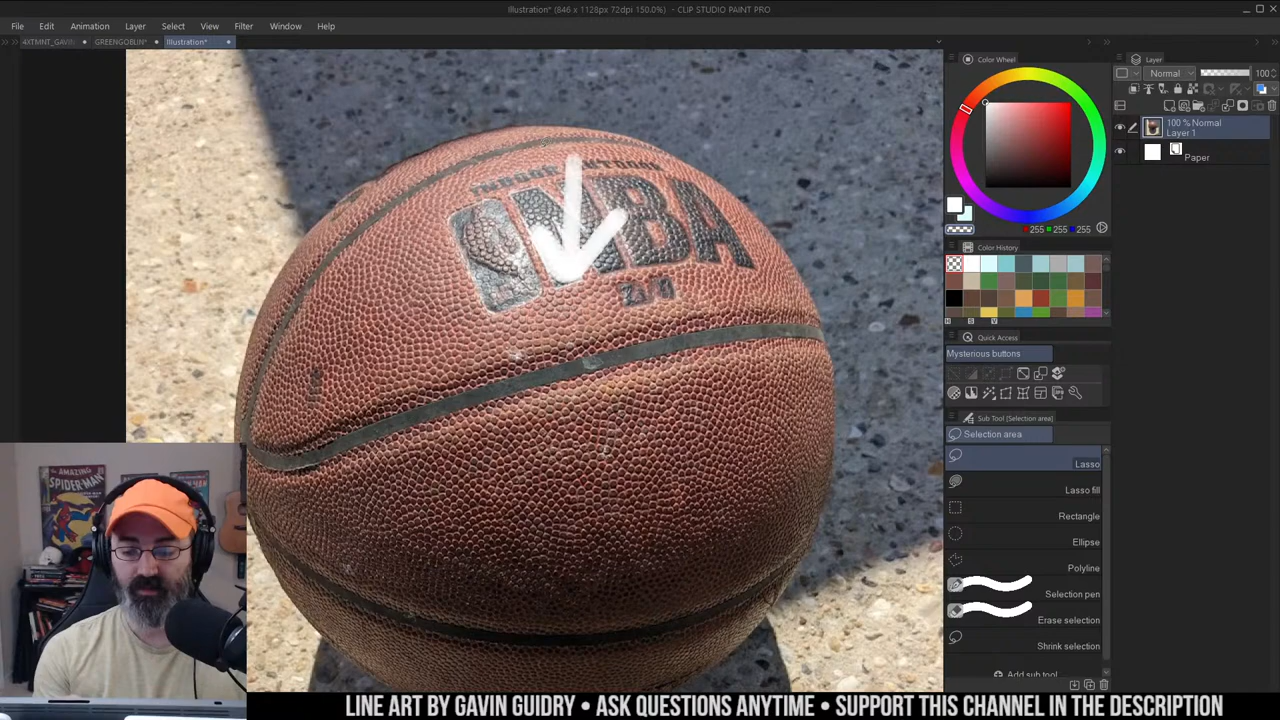 Illustration* (846 x 1128px 72dpi 150.0%) - CLIP STUDIO PAINT PRO
File Edit Animation Layer Select View Filter Window Help
4XTMNT_GAVIN GREENGOBLIN* Illustration*
Color Wheel
255 255 255
Color History
H S V
Quick Access
Mysterious buttons
Sub Tool [Selection area]
Selection area
Lasso
Lasso fill
Rectangle
Ellipse
Polyline
Selection pen
Erase selection
Shrink selection
Add sub tool
Layer
Normal 100
100 % Normal
Layer 1
Paper
NBA
AMAZING
SPIDER-MAN
LINE ART BY GAVIN GUIDRY • ASK QUESTIONS ANYTIME • SUPPORT THIS CHANNEL IN THE DESCRIPTION